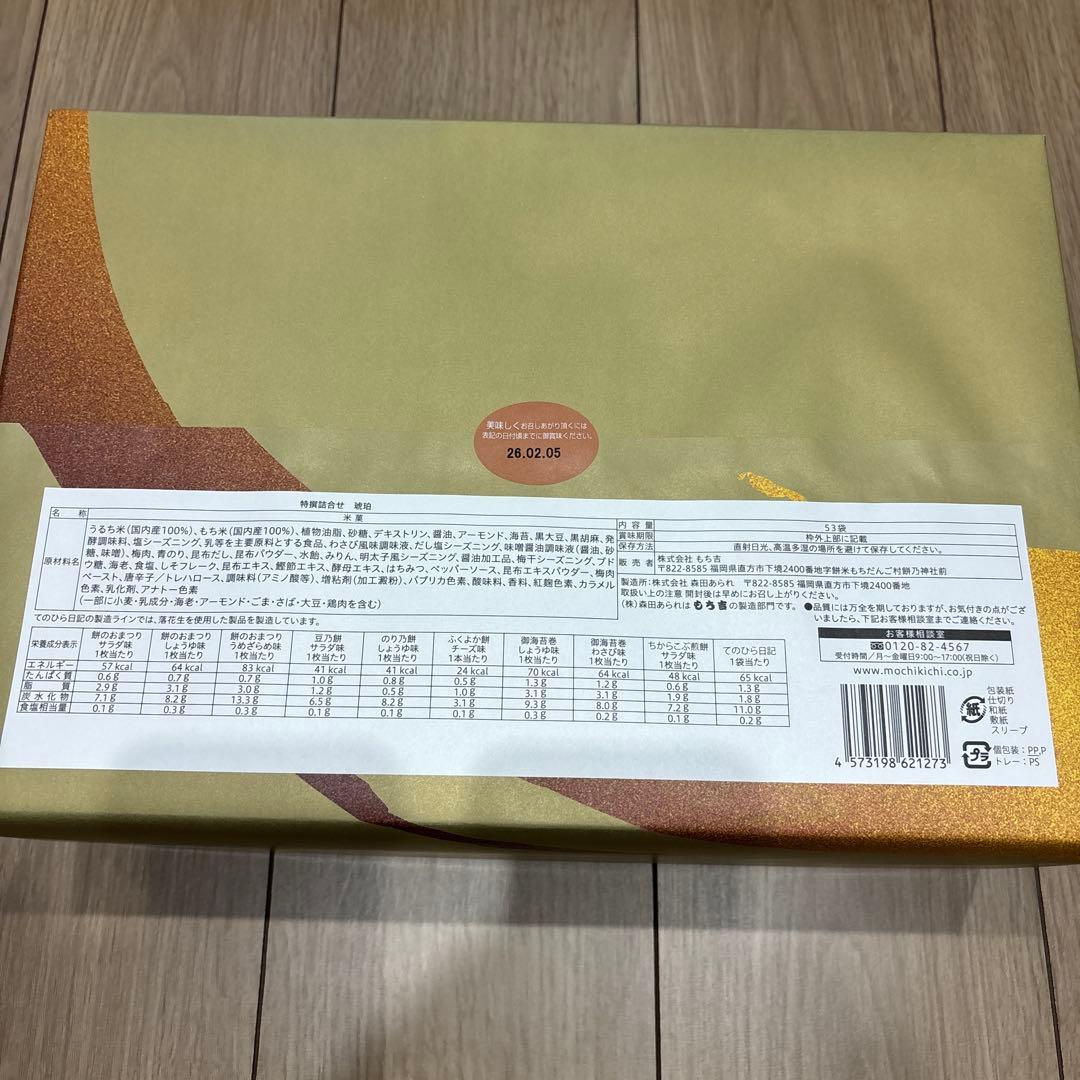 美味しくお召しあがり頂くには
表記の日付頃までに御賞味ください。
26.02.05
特撰詰合せ 琥珀
名 称 米菓
原材料名 うるち米(国内産100%)、もち米(国内産100%)、植物油脂、砂糖、デキストリン、醤油、アーモンド、海苔、黒大豆、黒胡麻、発
酵調味料、塩シーズニング、乳等を主要原料とする食品、わさび風味調味液、だし塩シーズニング、味噌醤油調味液(醤油、砂
糖、味噌)、梅肉、青のり、昆布だし、昆布パウダー、水飴、みりん、明太子風シーズニング、醤油加工品、梅干シーズニング、ブド
ウ糖、海老、食塩、しそフレーク、昆布エキス、鰹節エキス、酵母エキス、はちみつ、ペッパーソース、昆布エキスパウダー、梅肉
ペースト、唐辛子/トレハロース、調味料(アミノ酸等)、増粘剤(加工澱粉)、パプリカ色素、酸味料、香料、紅麹色素、カラメル
色素、乳化剤、アナトー色素
(一部に小麦・乳成分・海老・アーモンド・ごま・さば・大豆・鶏肉を含む)
てのひら日記の製造ラインでは、落花生を使用した製品を製造しています。
内容量 53袋
賞味期限 枠外上部に記載
保存方法 直射日光、高温多湿の場所を避けて保存してください。
販売者 株式会社 もち吉
〒822-8585 福岡県直方市下境2400番地字餅米もちだんご村餅乃神社前
製造所:株式会社 森田あられ 〒822-8585 福岡県直方市下境2400番地
取扱い上の注意 開封後は早めにお召し上がりください。
(株)森田あられはもち吉の製造部門です。
●品質には万全を期しておりますが、お気付きの点がござ
いましたら、下記お客様相談室までご連絡ください。
お客様相談室
0120-82-4567
受付時間/月〜金曜日9:00〜17:00(祝日除く)
www.mochikichi.co.jp
栄養成分表示 餅のおまつりサラダ味1枚当たり 餅のおまつりしょうゆ味1枚当たり 餅のおまつりうめざらめ味1枚当たり 豆乃餅サラダ味1枚当たり のり乃餅しょうゆ味1枚当たり ふくよか餅チーズ味1本当たり 御海苔巻しょうゆ味1枚当たり 御海苔巻わさび味1枚当たり ちからこぶ煎餅サラダ味1枚当たり てのひら日記1袋当たり
エネルギー 57 kcal 64 kcal 83 kcal 41 kcal 41 kcal 24 kcal 70 kcal 64 kcal 48 kcal 65 kcal
たんぱく質 0.6 g 0.7 g 0.7 g 1.0 g 0.8 g 0.5 g 1.3 g 1.2 g 0.6 g 1.3 g
脂質 2.9 g 3.1 g 3.0 g 1.2 g 0.5 g 1.0 g 3.1 g 3.1 g 1.9 g 1.8 g
炭水化物 7.1 g 8.2 g 13.3 g 6.5 g 8.2 g 3.1 g 9.3 g 8.0 g 7.2 g 11.0 g
食塩相当量 0.1 g 0.3 g 0.3 g 0.1 g 0.1 g 0.1 g 0.3 g 0.2 g 0.1 g 0.2 g
4 573198 621273
紙
包装紙
仕切り
和紙
敷紙
スリーブ
プラ
個包装:PP,P
トレー:PS